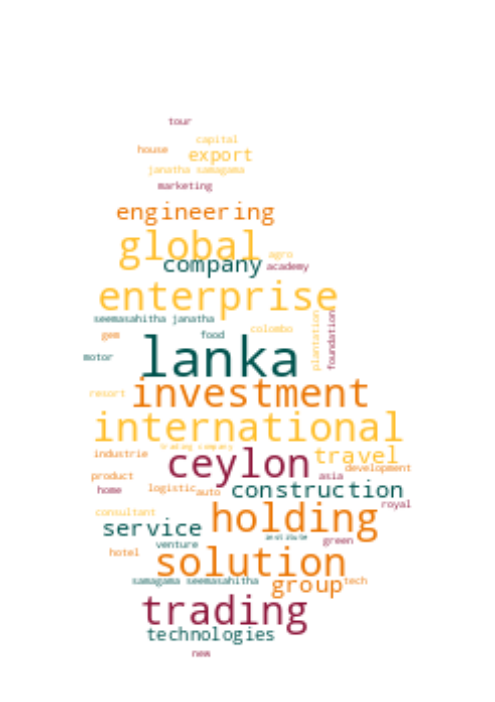 tour
capital
house
export
janatha samagama
marketing
engineering
global
agro
company
academy
enterprise
seemasahitha janatha
plantation
foundation
colombo
gem
food
lanka
motor
investment
resort
international
trading company
ceylon
travel
industrie
development
product
asia
home
logistic
auto
construction
royal
holding
consultant
service
institute
green
venture
hotel
solution
samagama seemasahitha
group
tech
trading
technologies
new